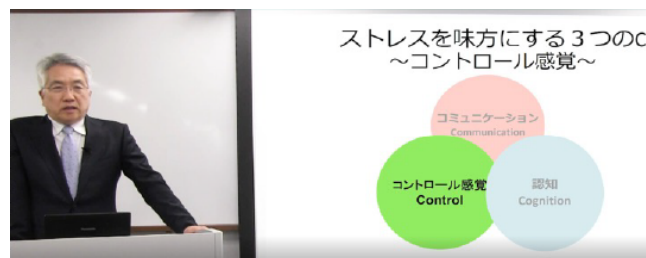 ストレスを味方にする３つのC
～コントロール感覚～
コミュニケーション
Communication
コントロール感覚
Control
認知
Cognition